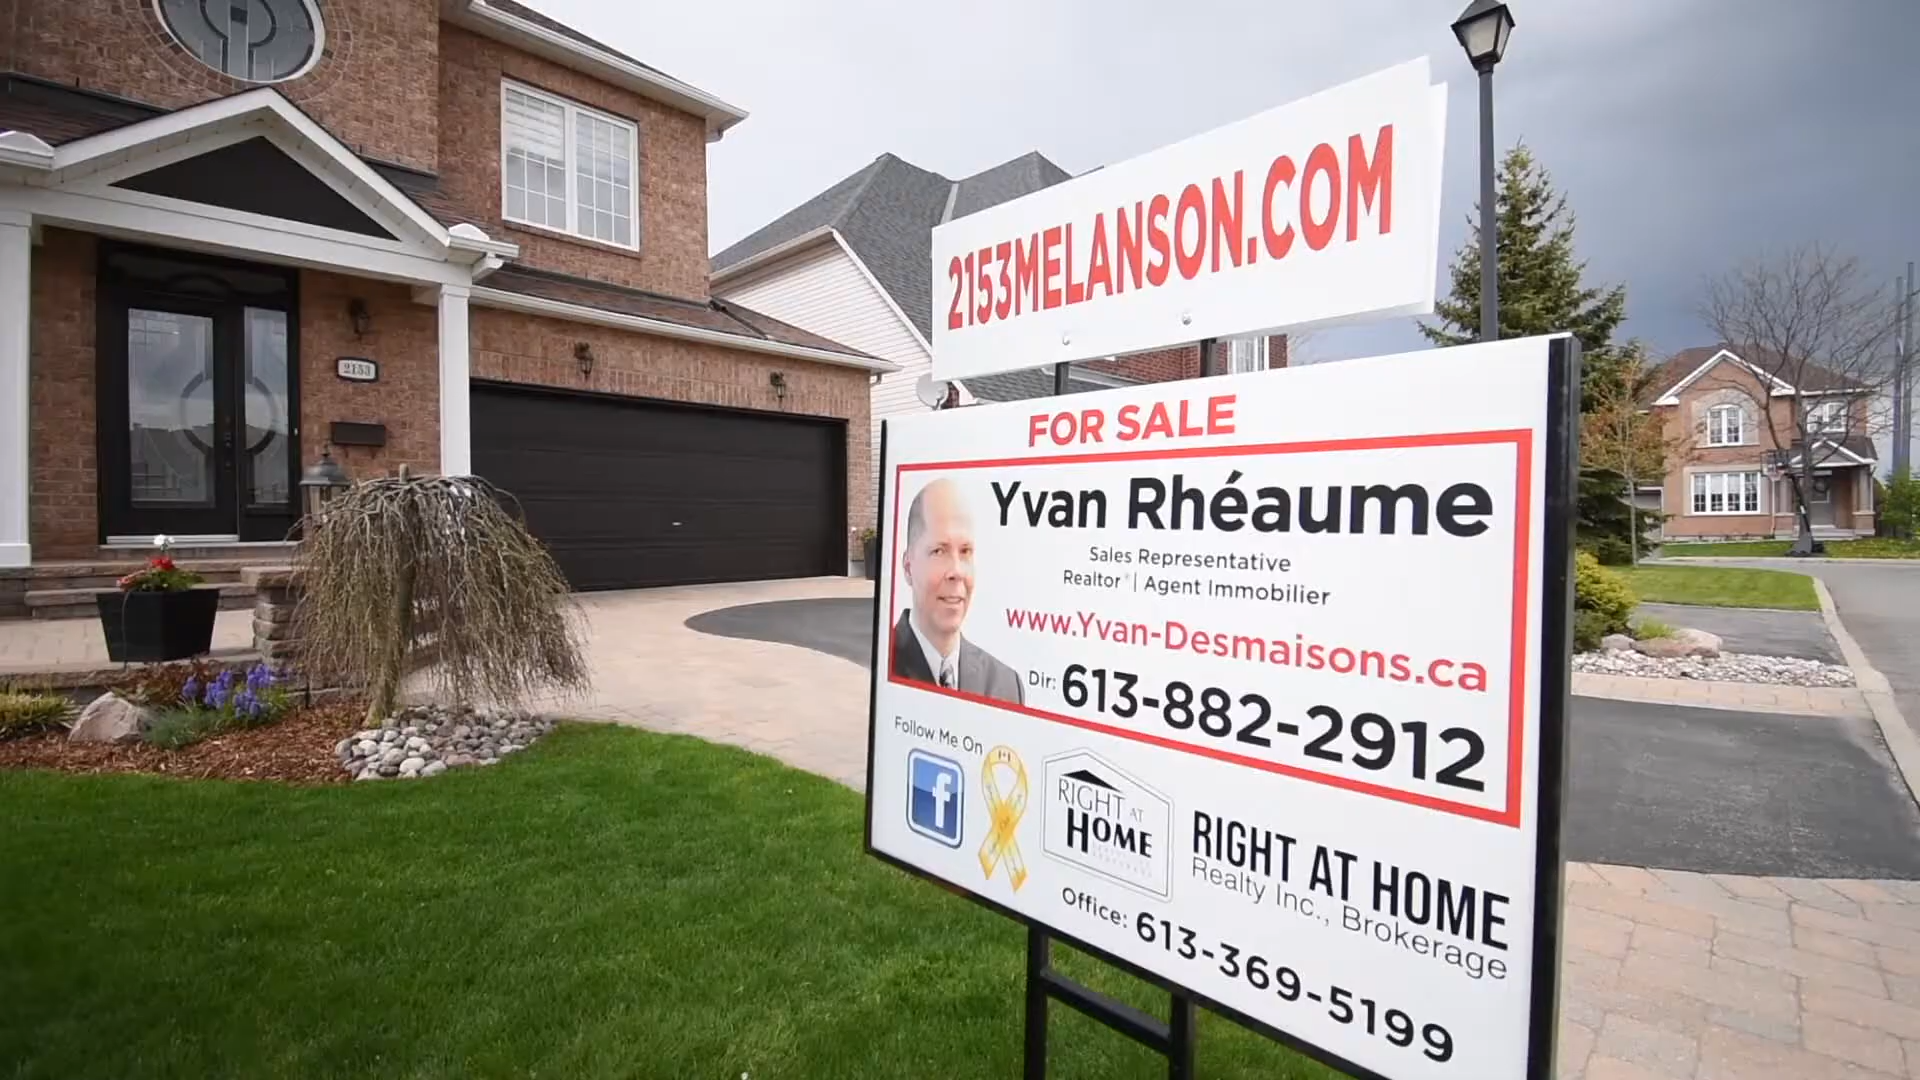 2153MELANSON.COM
2153
FOR SALE
Yvan Rhéaume
Sales Representative
Realtor® | Agent Immobilier
www.Yvan-Desmaisons.ca
Dir: 613-882-2912
Follow Me On
f
RIGHT AT
HOME
RIGHT AT HOME
Realty Inc., Brokerage
Office: 613-369-5199